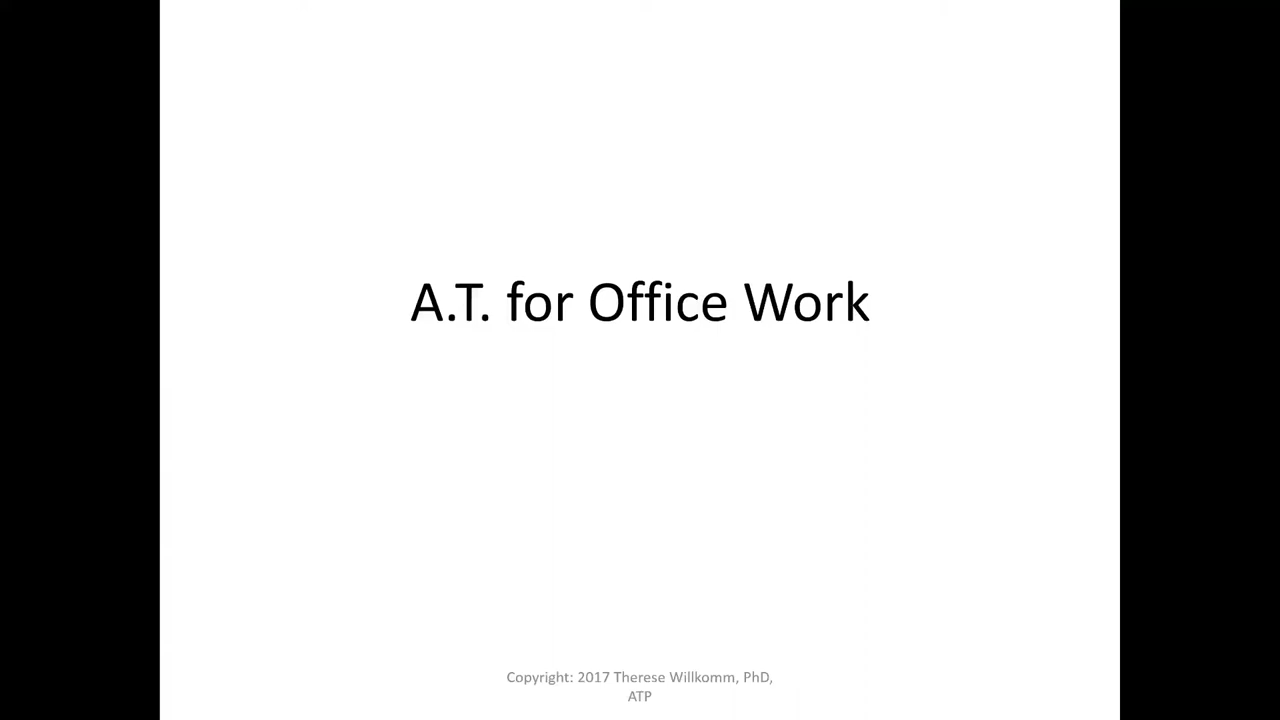 A.T. for Office Work
Copyright: 2017 Therese Willkomm, PhD,
ATP